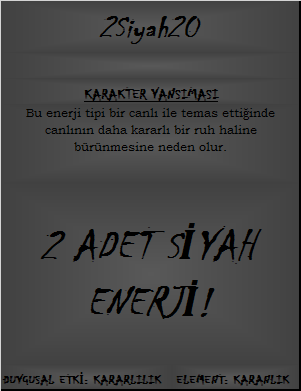 2Siyah20
KARAKTER YANSIMASI
Bu enerji tipi bir canlı ile temas ettiğinde
canlının daha kararlı bir ruh haline
bürünmesine neden olur.
2 ADET SİYAH
ENERJİ!
DUYGUSAL ETKİ: KARARLILIK ELEMENT: KARANLIK